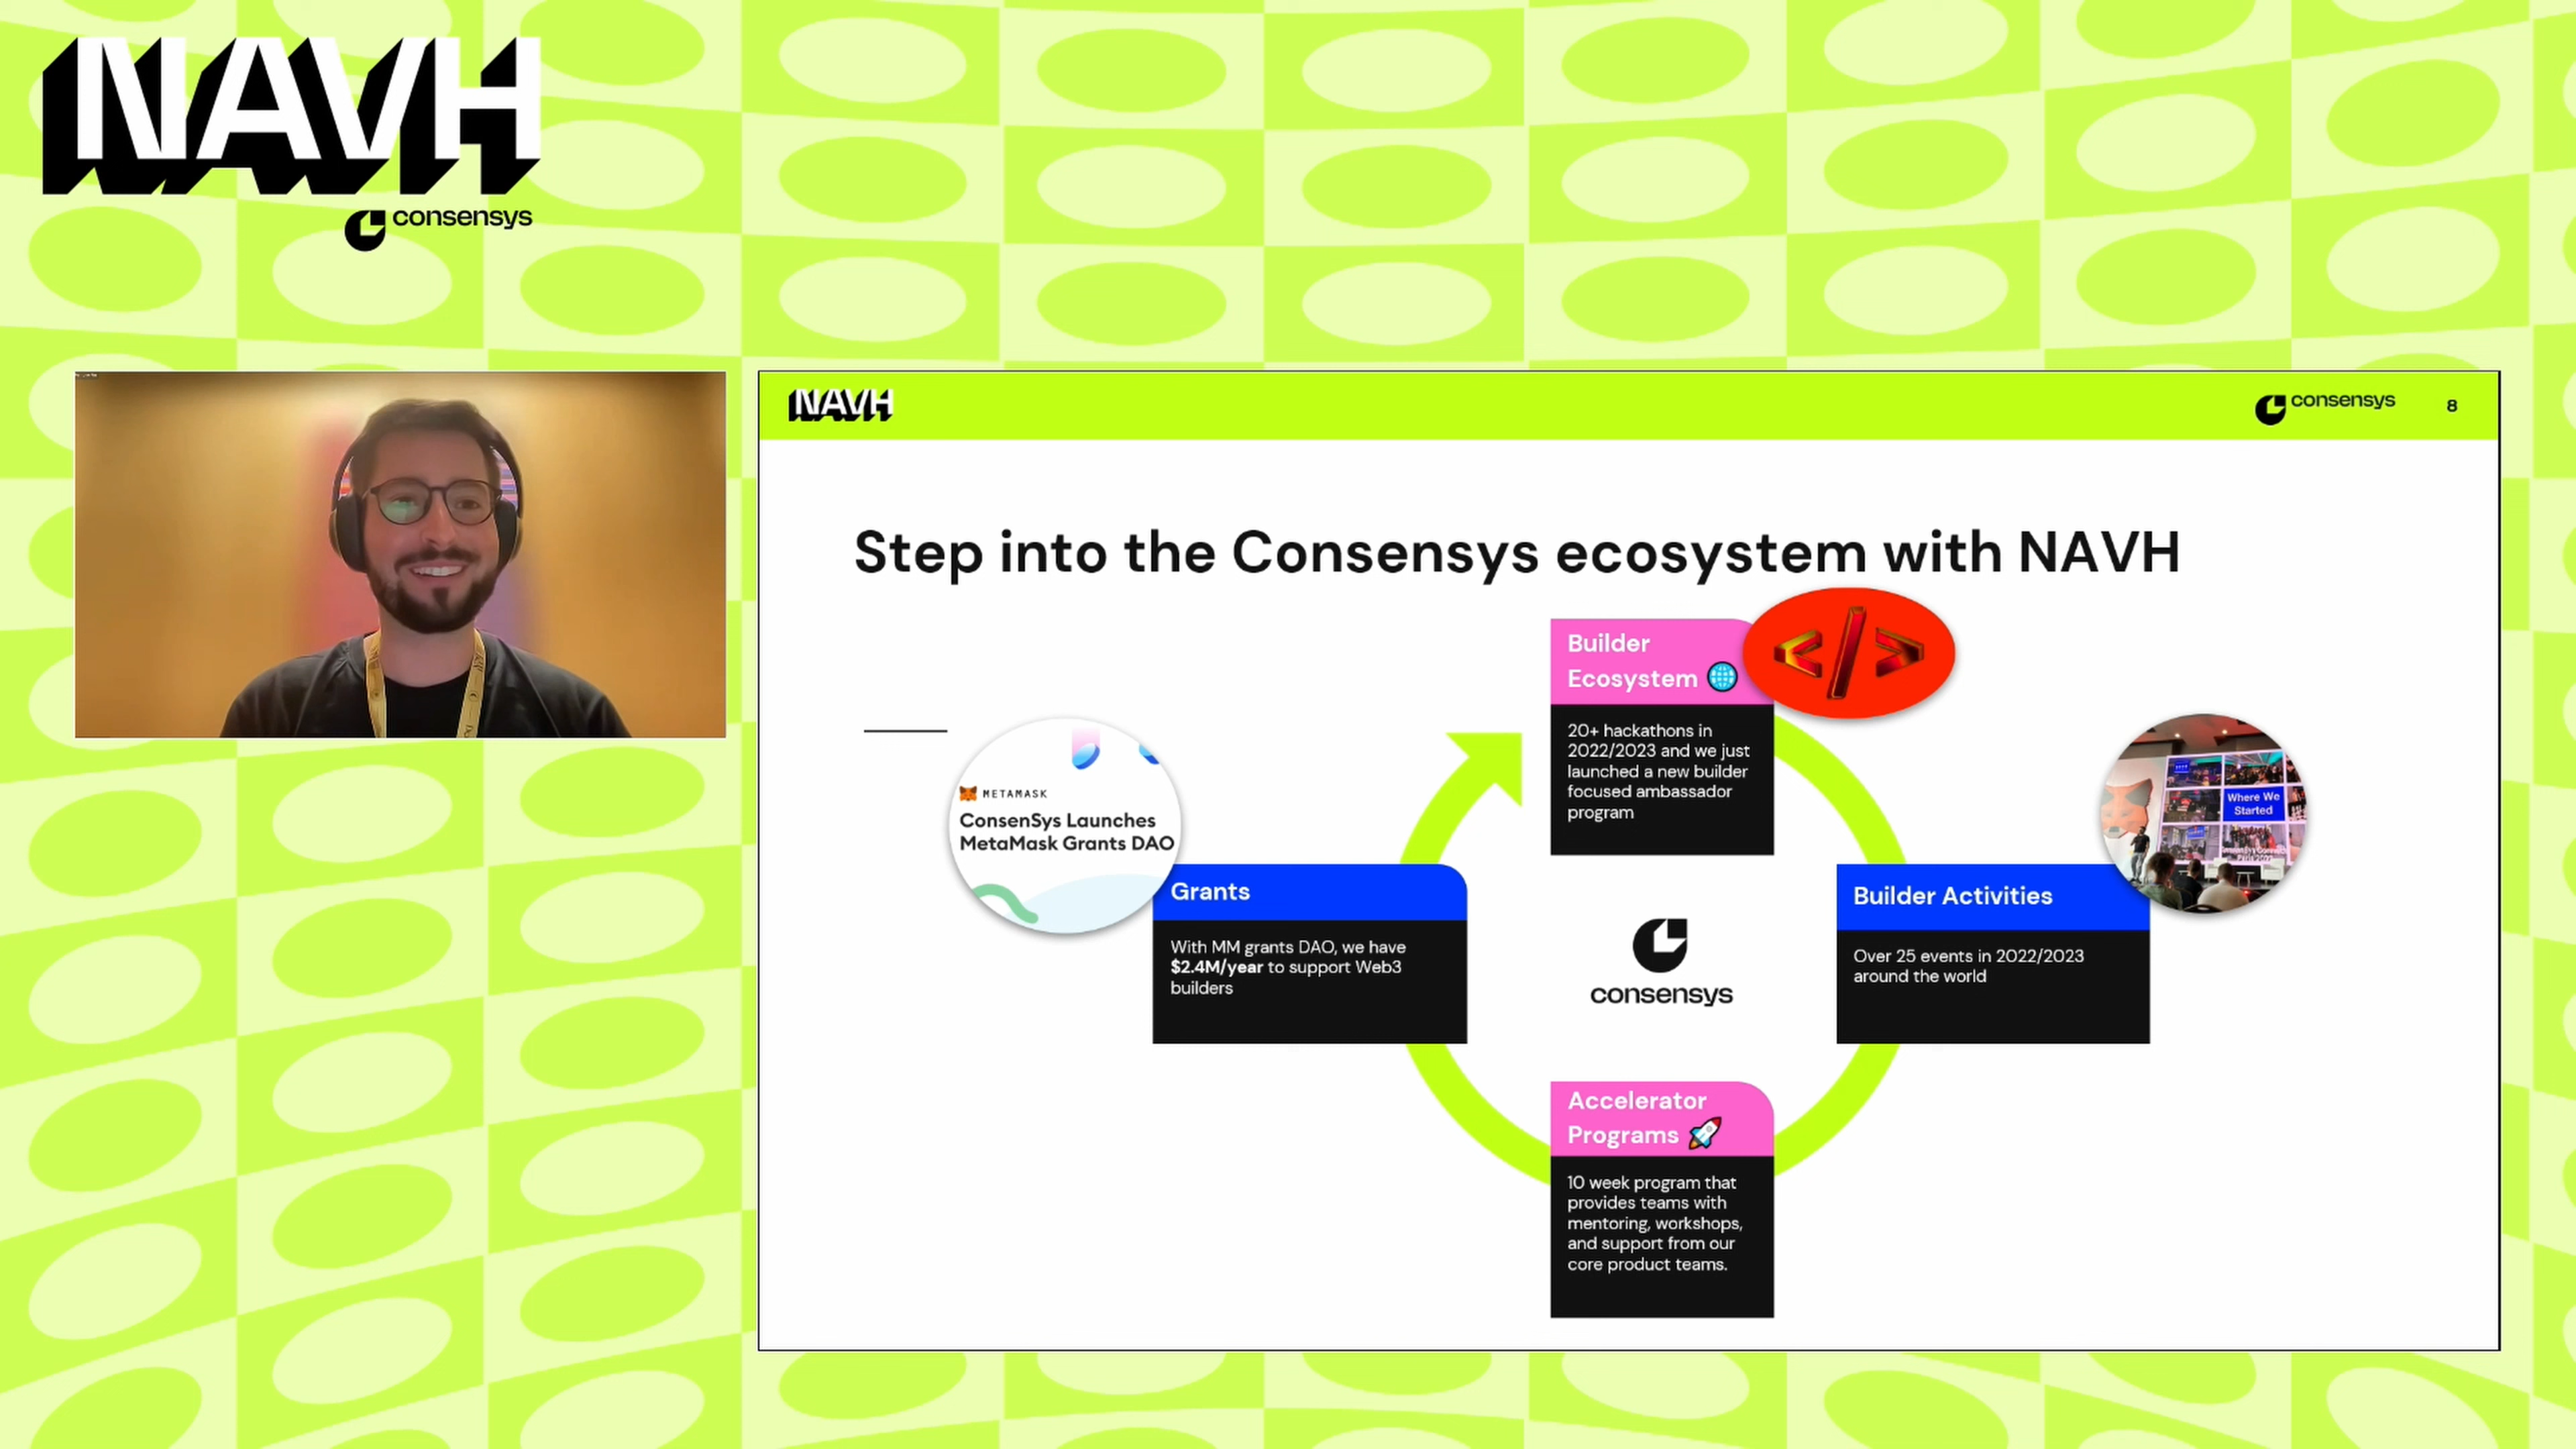 NAVH
consensys
NAVH
consensys
8
Step into the Consensys ecosystem with NAVH
Builder
Ecosystem
20+ hackathons in
2022/2023 and we just
launched a new builder
focused ambassador
program
METAMASK
ConsenSys Launches
MetaMask Grants DAO
Grants
With MM grants DAO, we have
$2.4M/year to support Web3
builders
</>
Where We
Started
Builder Activities
Over 25 events in 2022/2023
around the world
consensys
Accelerator
Programs
10 week program that
provides teams with
mentoring, workshops,
and support from our
core product teams.